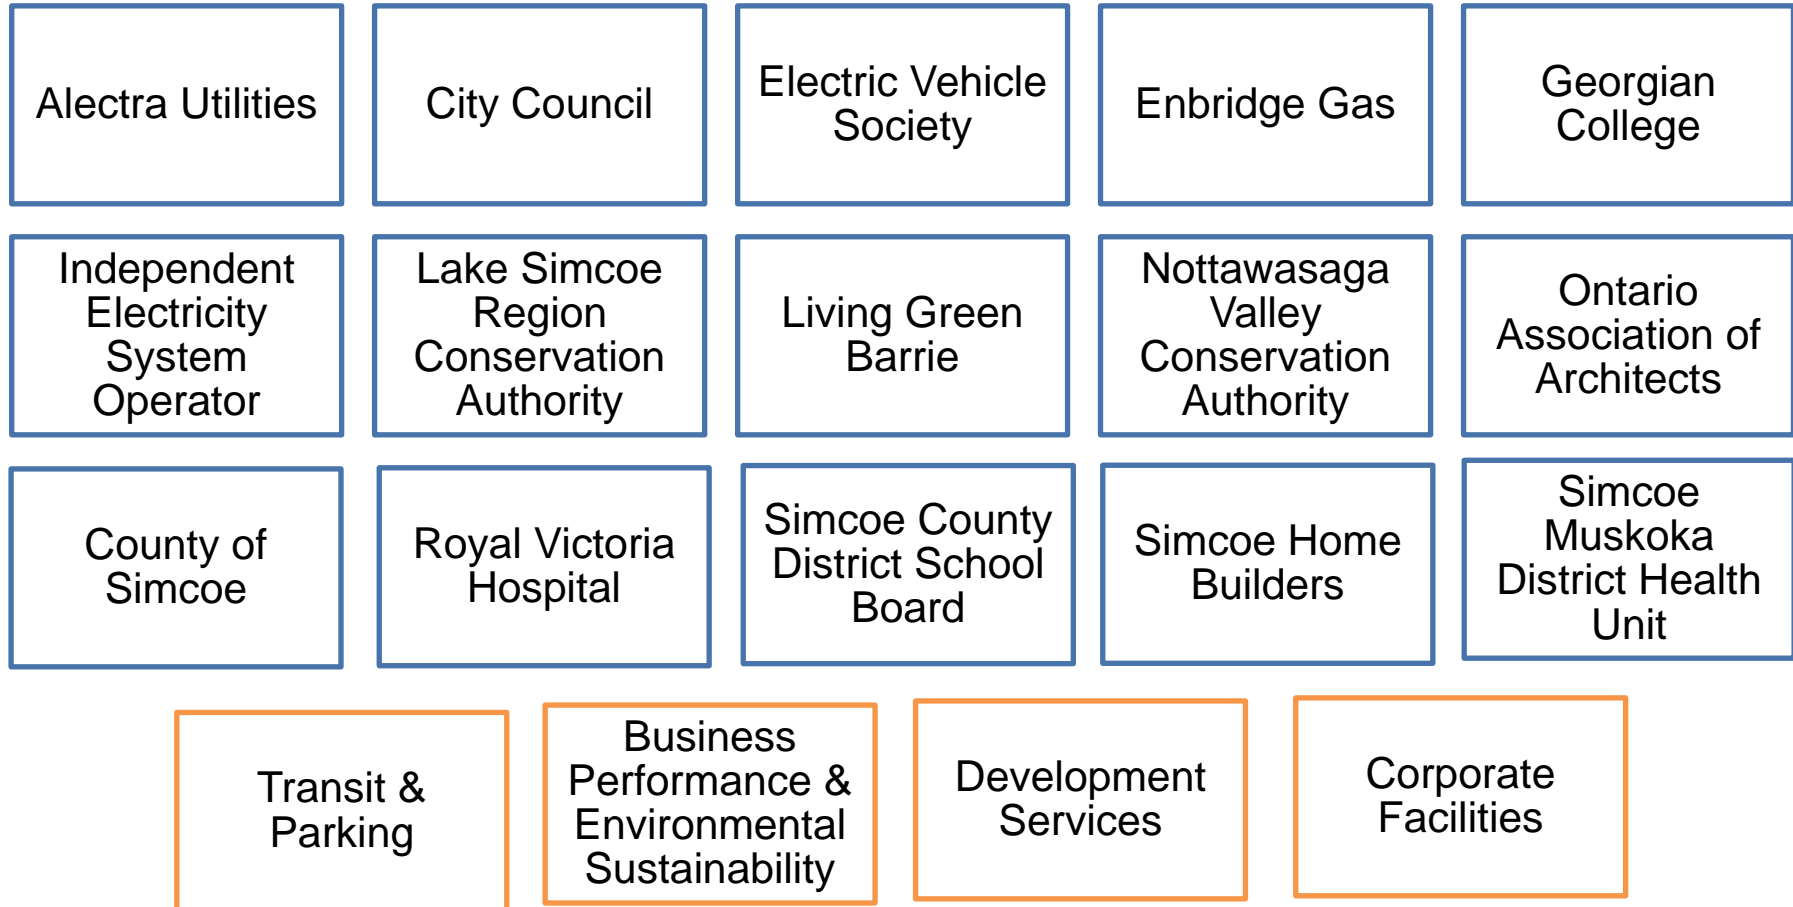 Alectra Utilities
City Council
Electric Vehicle
Society
Enbridge Gas
Georgian
College
Independent
Electricity
System
Operator
Lake Simcoe
Region
Conservation
Authority
Living Green
Barrie
Nottawasaga
Valley
Conservation
Authority
Ontario
Association of
Architects
County of
Simcoe
Royal Victoria
Hospital
Simcoe County
District School
Board
Simcoe Home
Builders
Simcoe
Muskoka
District Health
Unit
Transit &
Parking
Business
Performance &
Environmental
Sustainability
Development
Services
Corporate
Facilities